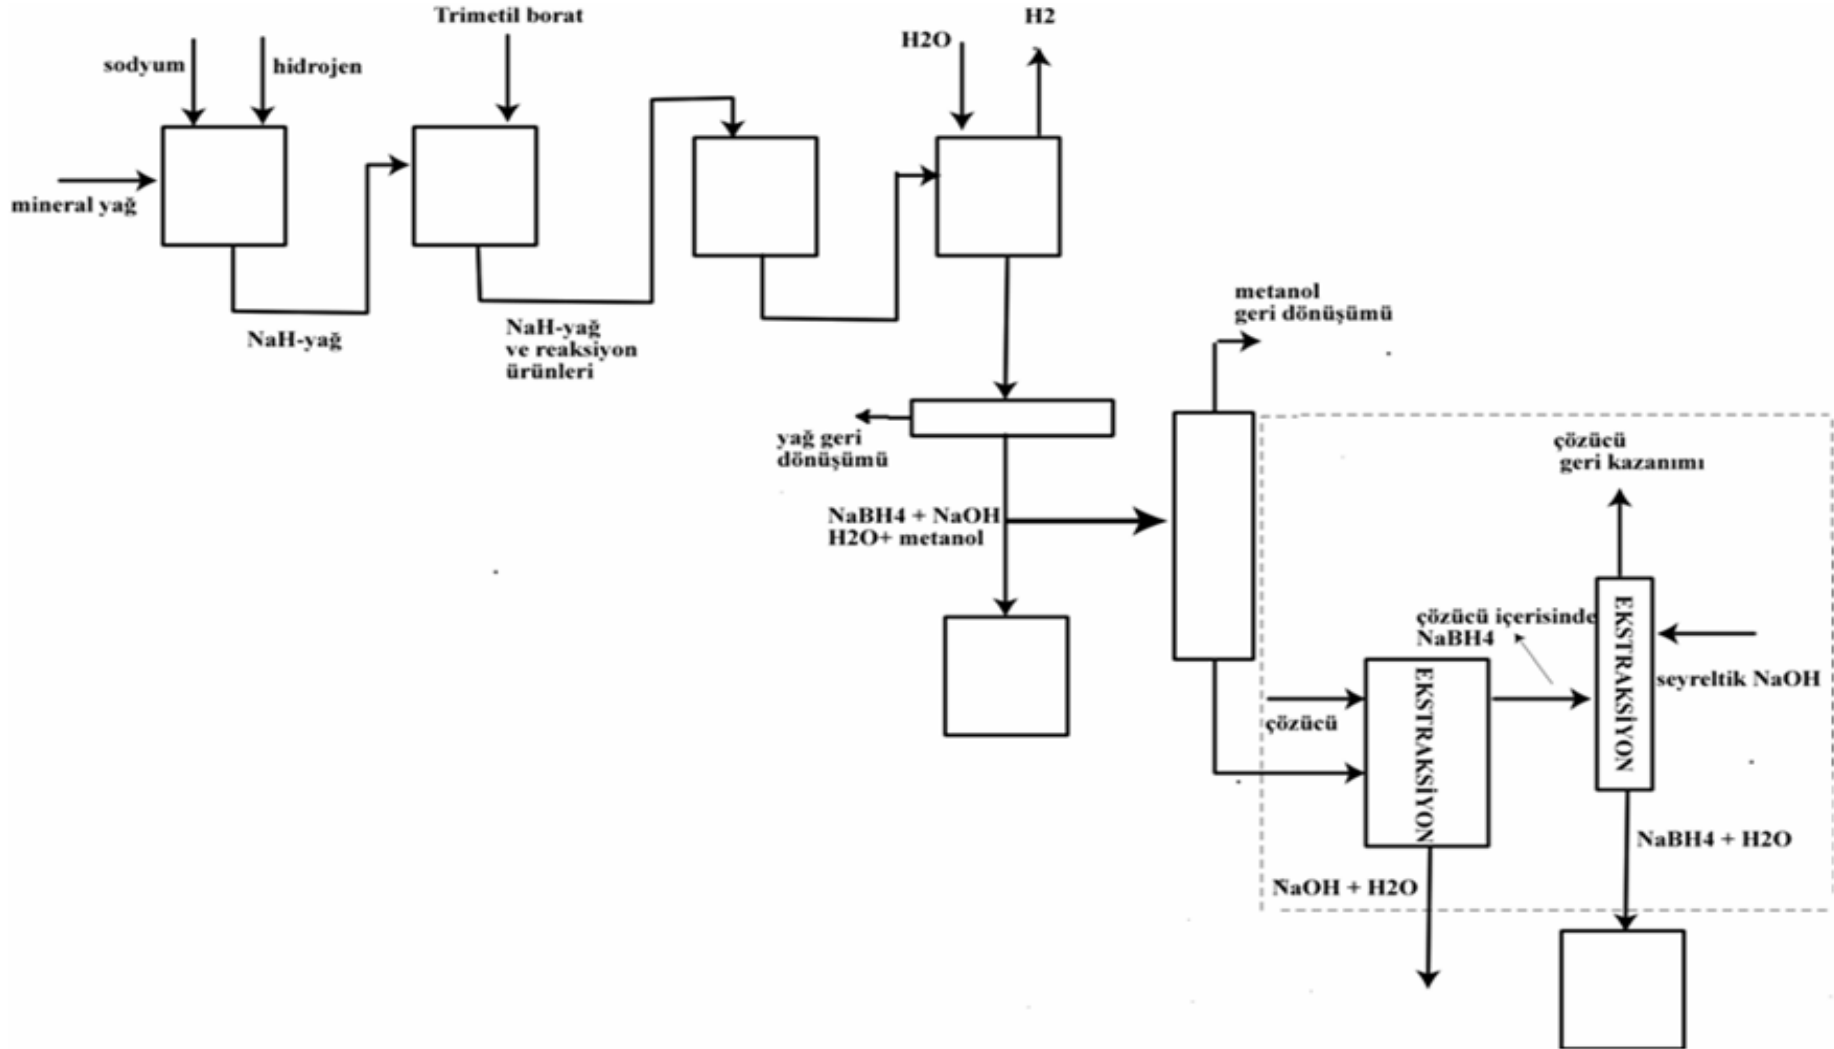 Trimetil borat
H2
H2O
sodyum
hidrojen
mineral yağ
NaH-yağ
NaH-yağ
ve reaksiyon
ürünleri
metanol
geri dönüşümü
yağ geri
dönüşümü
çözücü
geri kazanımı
NaBH4 + NaOH
H2O+ metanol
çözücü içerisinde
NaBH4
EKSTRAKSİYON
seyreltik NaOH
çözücü
EKSTRAKSİYON
NaBH4 + H2O
NaOH + H2O